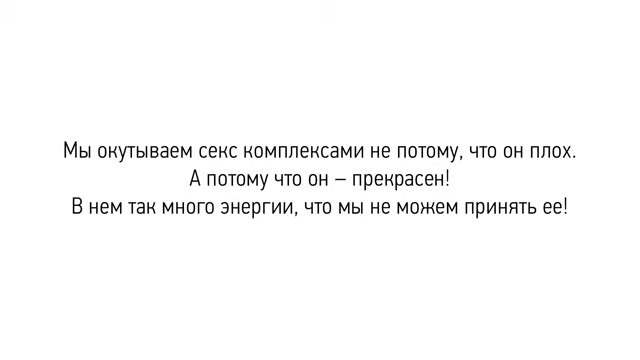 Мы окутываем секс комплексами не потому, что он плох.
А потому что он – прекрасен!
В нем так много энергии, что мы не можем принять ее!